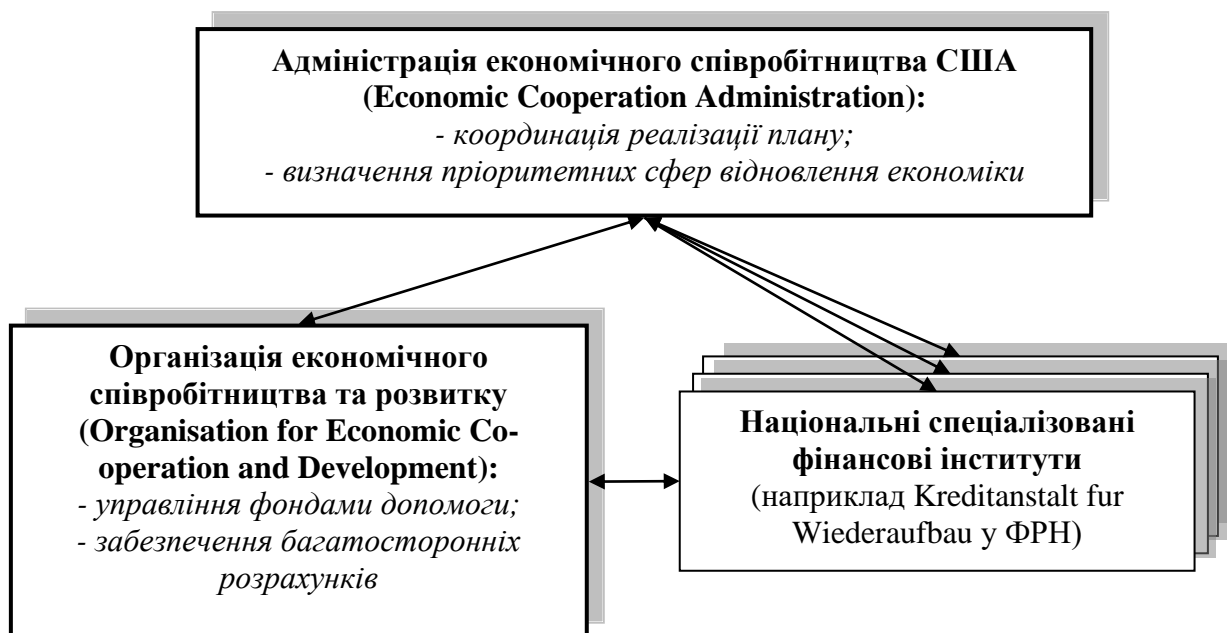 Адміністрація економічного співробітництва США
(Economic Cooperation Administration):
- координація реалізації плану;
- визначення пріоритетних сфер відновлення економіки
Організація економічного
співробітництва та розвитку
(Organisation for Economic Co-
operation and Development):
- управління фондами допомоги;
- забезпечення багатосторонніх
розрахунків
Національні спеціалізовані
фінансові інститути
(наприклад Kreditanstalt fur
Wiederaufbau у ФРН)